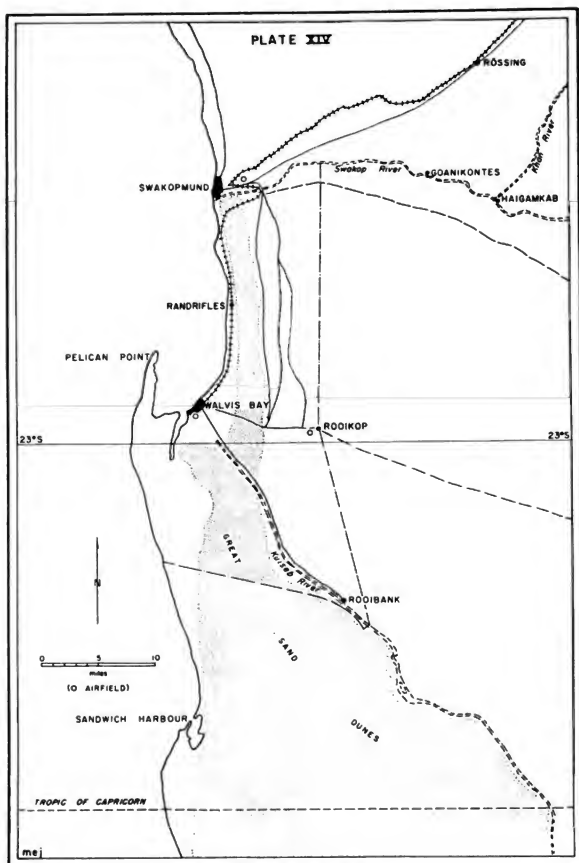 PLATE XIV
RÖSSING
Khan River
Swakop River
GOANIKONTES
SWAKOPMUND
HAIGAMKAB
RANDRIFLES
PELICAN POINT
WALVIS BAY
ROOIKOP
23°S
23°S
GREAT
Kuiseb River
N
ROOIBANK
SAND
0 5 10
miles
(O AIRFIELD)
SANDWICH HARBOUR
DUNES
TROPIC OF CAPRICORN
mej